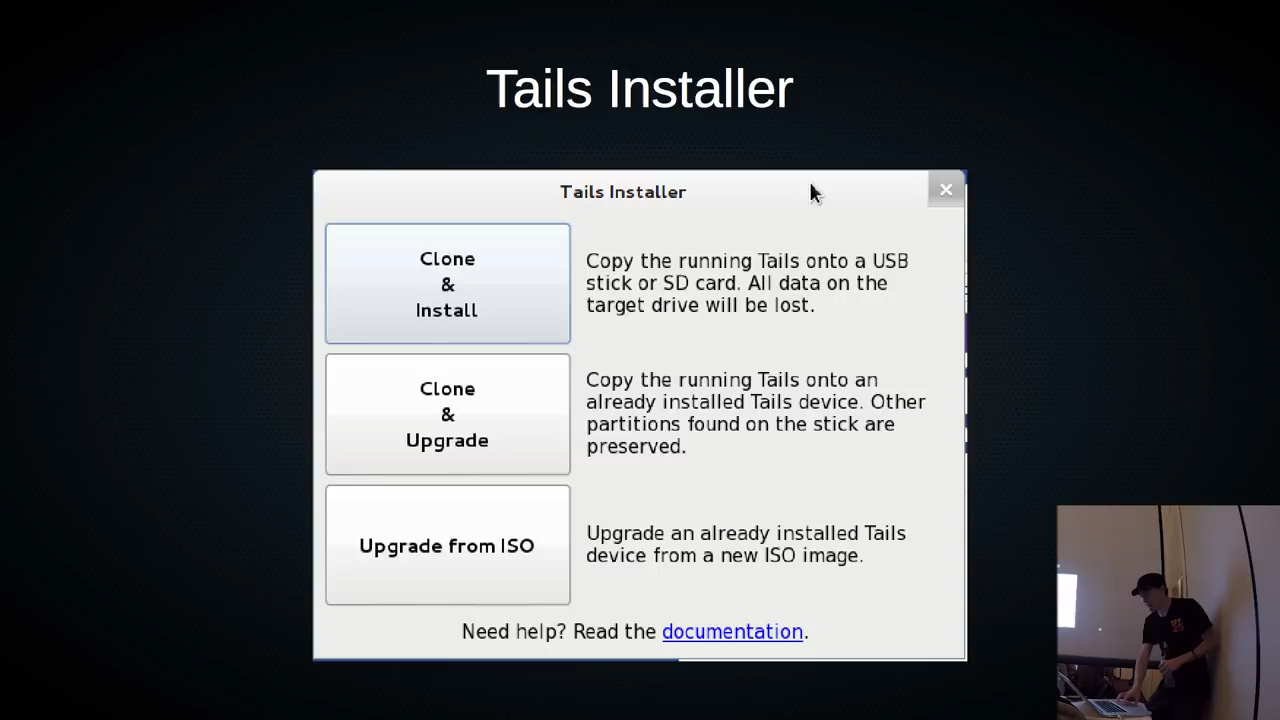 Tails Installer
Tails Installer
Clone
&
Install
Copy the running Tails onto a USB
stick or SD card. All data on the
target drive will be lost.
Clone
&
Upgrade
Copy the running Tails onto an
already installed Tails device. Other
partitions found on the stick are
preserved.
Upgrade from ISO
Upgrade an already installed Tails
device from a new ISO image.
Need help? Read the documentation.